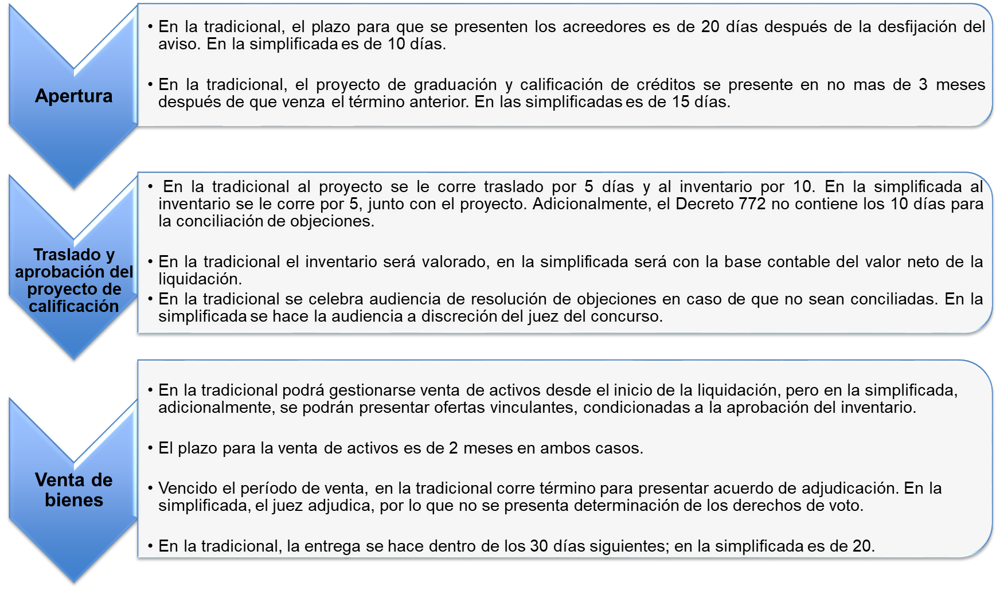 Apertura
• En la tradicional, el plazo para que se presenten los acreedores es de 20 días después de la desfijación del
aviso. En la simplificada es de 10 días.
• En la tradicional, el proyecto de graduación y calificación de créditos se presente en no mas de 3 meses
después de que venza el término anterior. En las simplificadas es de 15 días.
Traslado y
aprobación del
proyecto de
calificación
• En la tradicional al proyecto se le corre traslado por 5 días y al inventario por 10. En la simplificada al
inventario se le corre por 5, junto con el proyecto. Adicionalmente, el Decreto 772 no contiene los 10 días para
la conciliación de objeciones.
• En la tradicional el inventario será valorado, en la simplificada será con la base contable del valor neto de la
liquidación.
• En la tradicional se celebra audiencia de resolución de objeciones en caso de que no sean conciliadas. En la
simplificada se hace la audiencia a discreción del juez del concurso.
Venta de
bienes
• En la tradicional podrá gestionarse venta de activos desde el inicio de la liquidación, pero en la simplificada,
adicionalmente, se podrán presentar ofertas vinculantes, condicionadas a la aprobación del inventario.
• El plazo para la venta de activos es de 2 meses en ambos casos.
• Vencido el período de venta, en la tradicional corre término para presentar acuerdo de adjudicación. En la
simplificada, el juez adjudica, por lo que no se presenta determinación de los derechos de voto.
• En la tradicional, la entrega se hace dentro de los 30 días siguientes; en la simplificada es de 20.